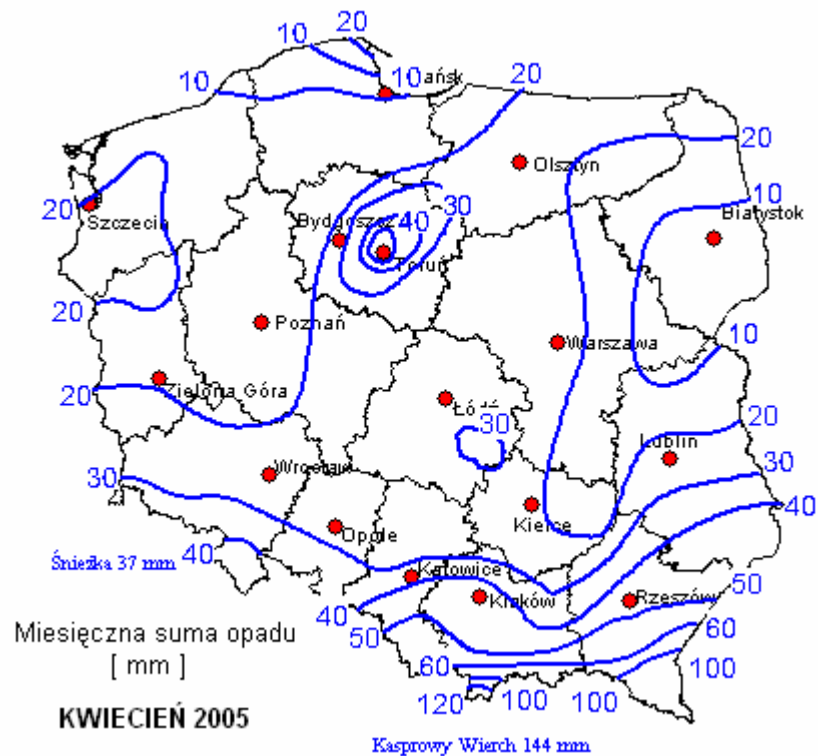 20
10
20
10
10 ańsk
20
Olsztyn
20
10
Białystok
20
Szczecin
Bydgoszcz
40
30
Toruń
20
Poznań
Warszawa
10
20
Zielona Góra
Łódź
30
20
Lublin
Wrocław
30
30
40
Kielce
Opole
40
Śnieżka 37 mm
Katowice
50
40
Kraków
Rzeszów
50
60
60
100
120
100
100
Miesięczna suma opadu
[ mm ]
KWIECIEŃ 2005
Kasprowy Wierch 144 mm